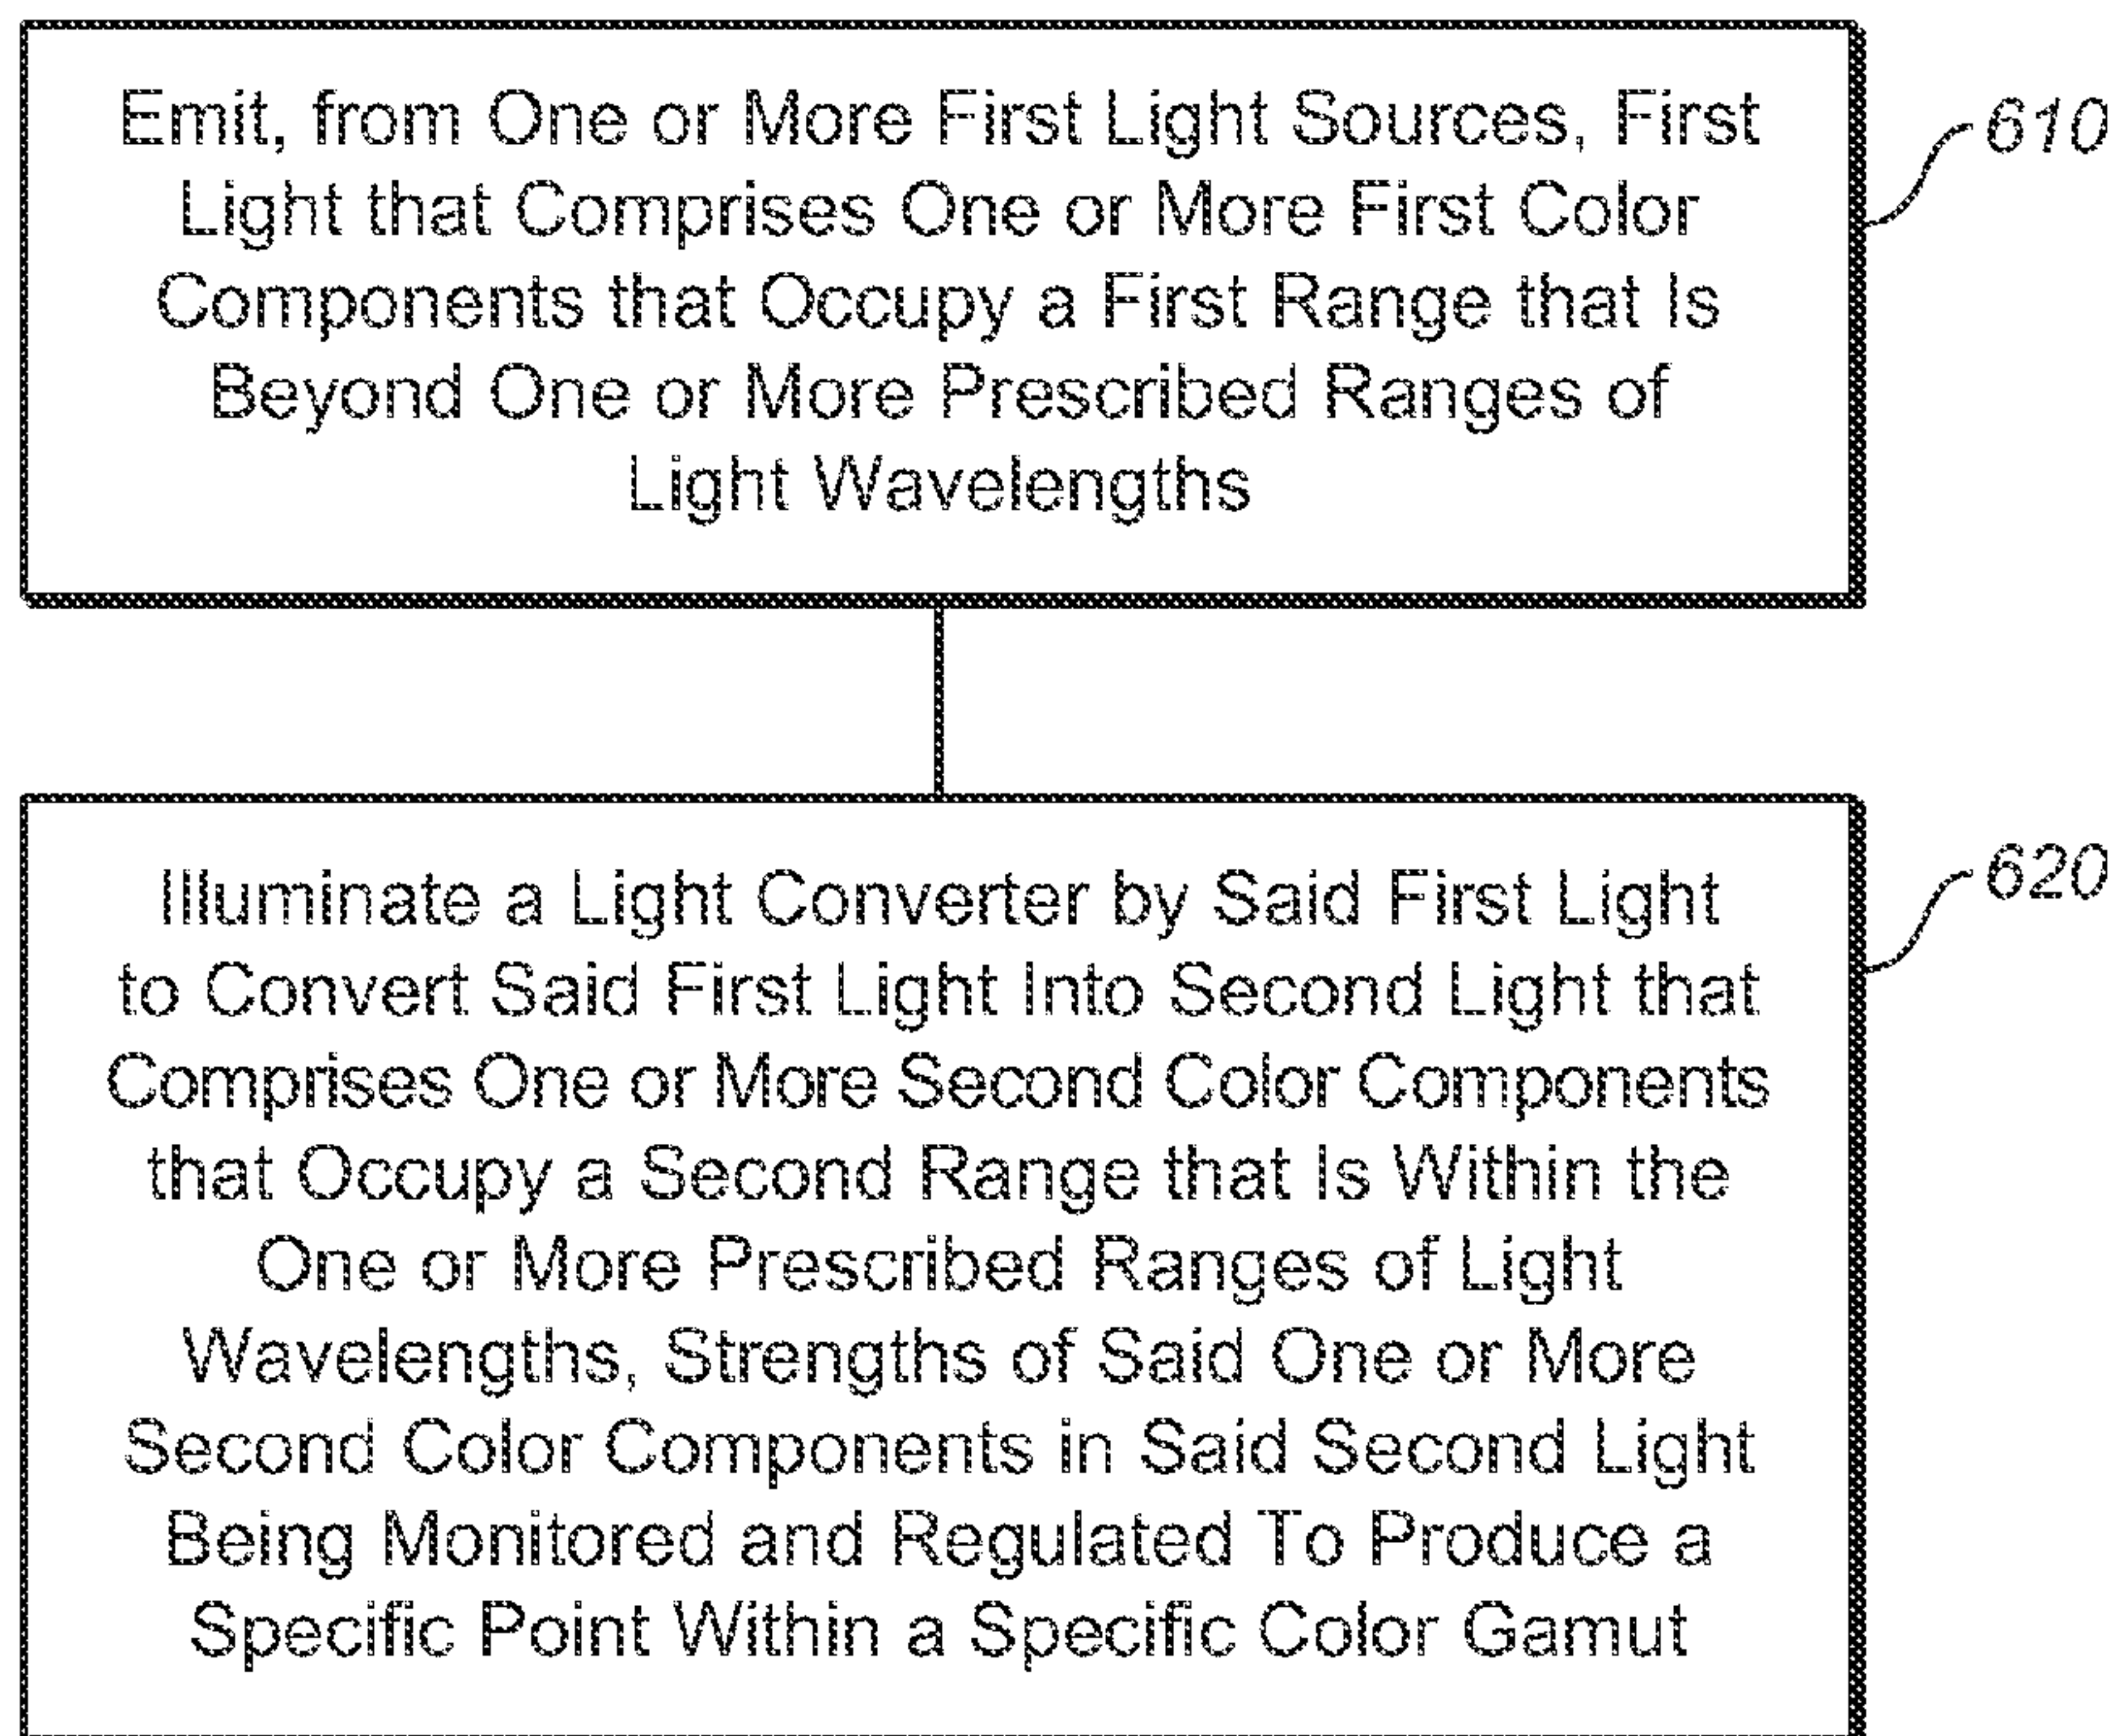 Emit, from One or More First Light Sources, First
Light that Comprises One or More First Color
Components that Occupy a First Range that Is
Beyond One or More Prescribed Ranges of
Light Wavelengths
610
Illuminate a Light Converter by Said First Light
to Convert Said First Light Into Second Light that
Comprises One or More Second Color Components
that Occupy a Second Range that Is Within the
One or More Prescribed Ranges of Light
Wavelengths, Strengths of Said One or More
Second Color Components in Said Second Light
Being Monitored and Regulated To Produce a
Specific Point Within a Specific Color Gamut
620